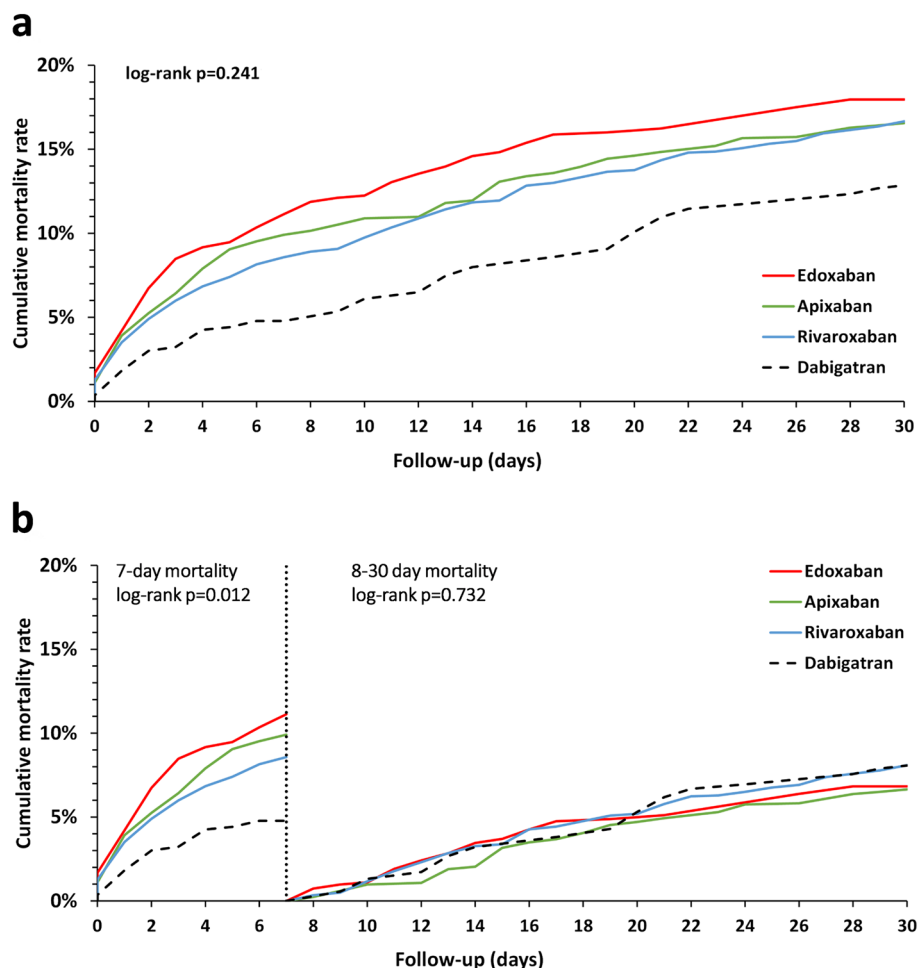 a
20%
15%
10%
5%
0%
Cumulative mortality rate
log-rank p=0.241
Edoxaban
Apixaban
Rivaroxaban
Dabigatran
0 2 4 6 8 10 12 14 16 18 20 22 24 26 28 30
Follow-up (days)
b
20%
15%
10%
5%
0%
Cumulative mortality rate
7-day mortality
log-rank p=0.012
8-30 day mortality
log-rank p=0.732
Edoxaban
Apixaban
Rivaroxaban
Dabigatran
0 2 4 6 8 10 12 14 16 18 20 22 24 26 28 30
Follow-up (days)